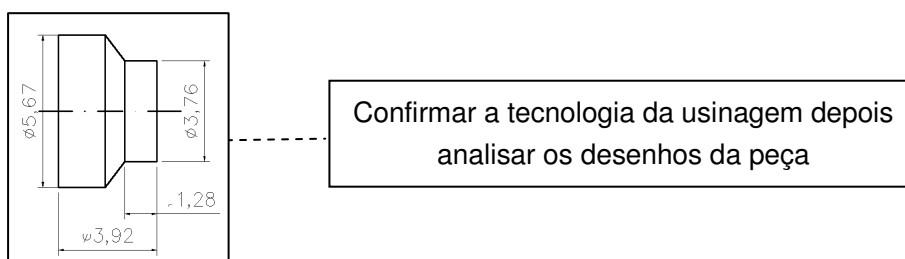 ø5,67
ø3,76
1,28
3,92
Confirmar a tecnologia da usinagem depois
analisar os desenhos da peça